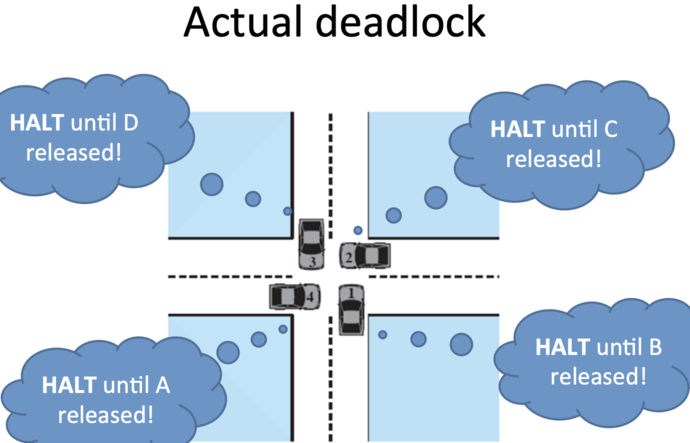 Actual deadlock
HALT until D
released!
HALT until C
released!
3
2
4
1
HALT until A
released!
HALT until B
released!